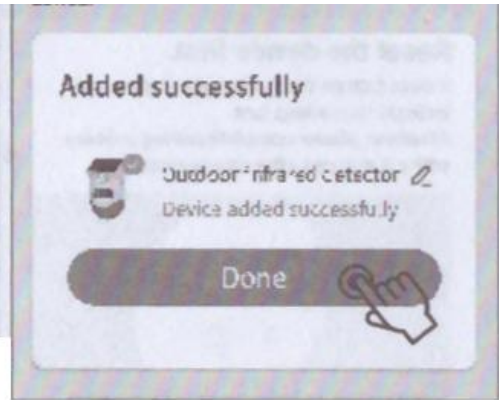 Added successfully
Outdoor infrared detector
Device added successfully
Done